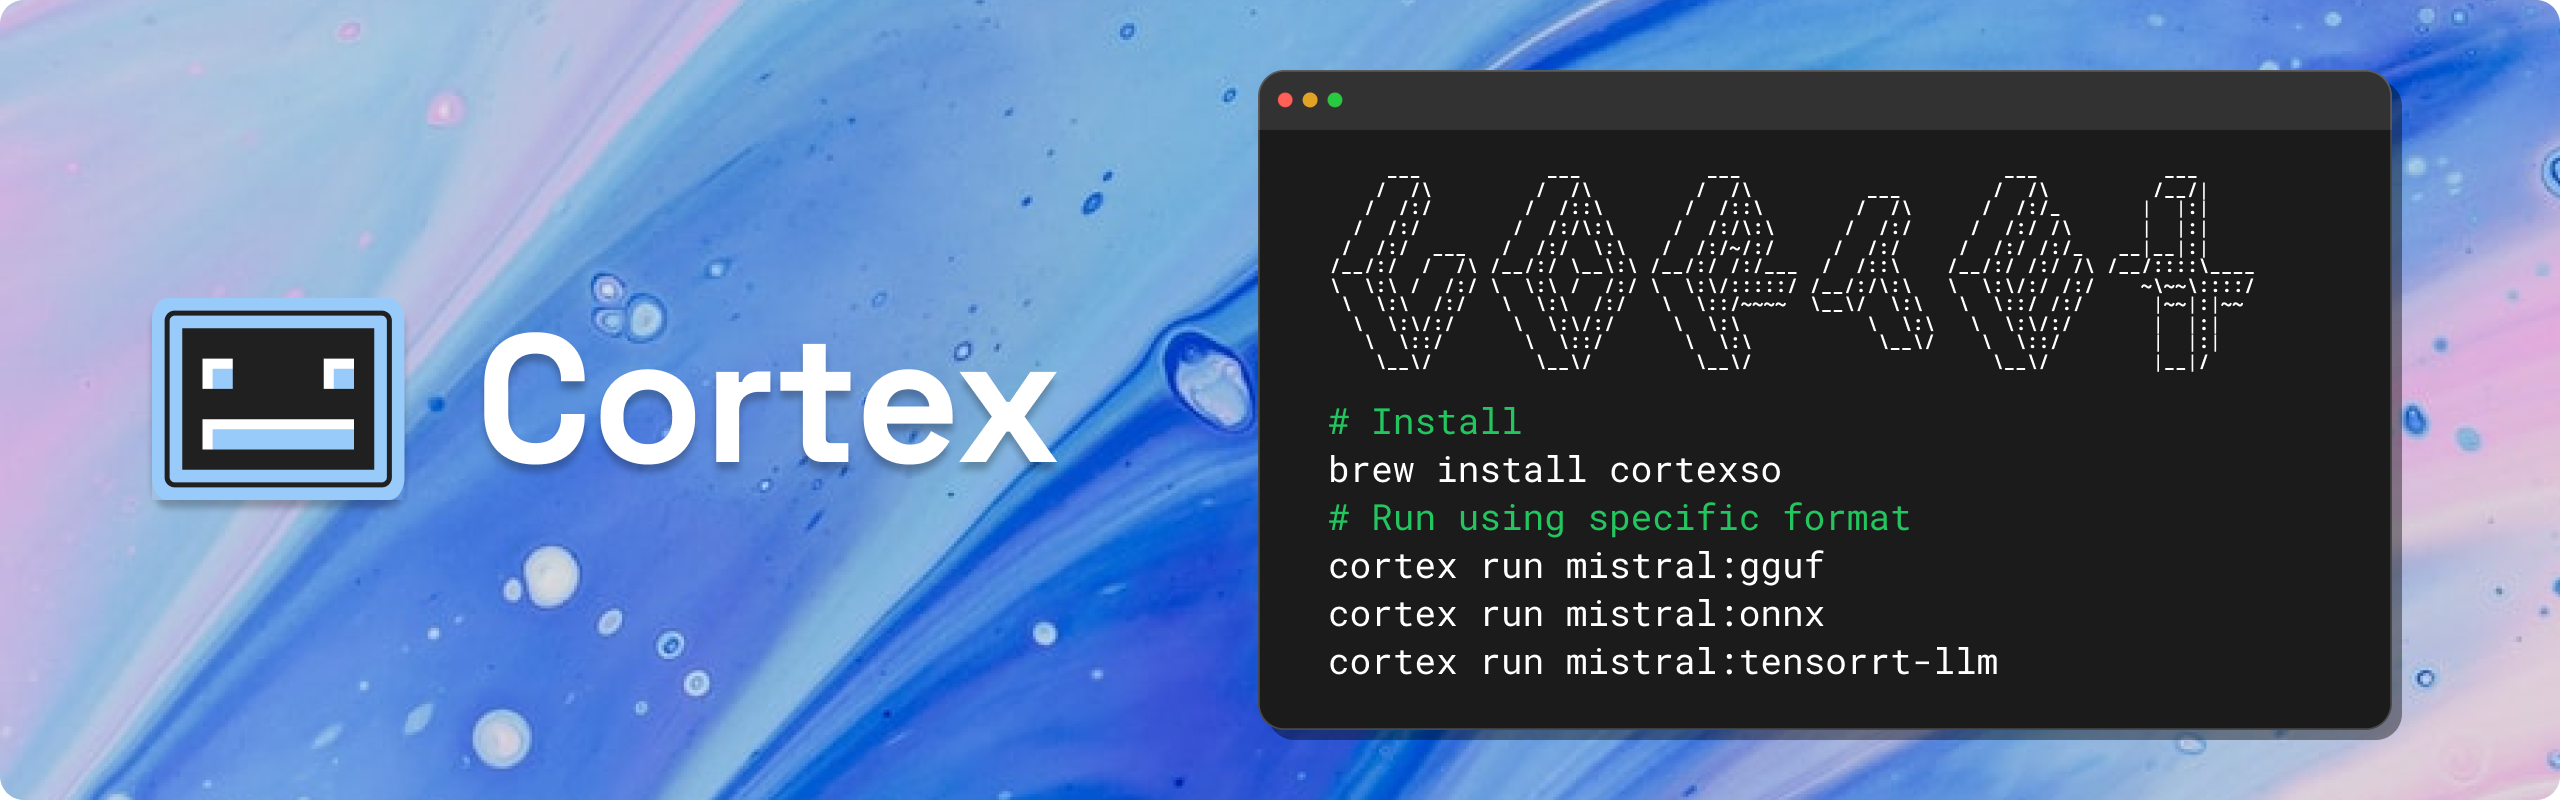 Cortex
# Install
brew install cortexso
# Run using specific format
cortex run mistral:gguf
cortex run mistral:onnx
cortex run mistral:tensorrt-llm